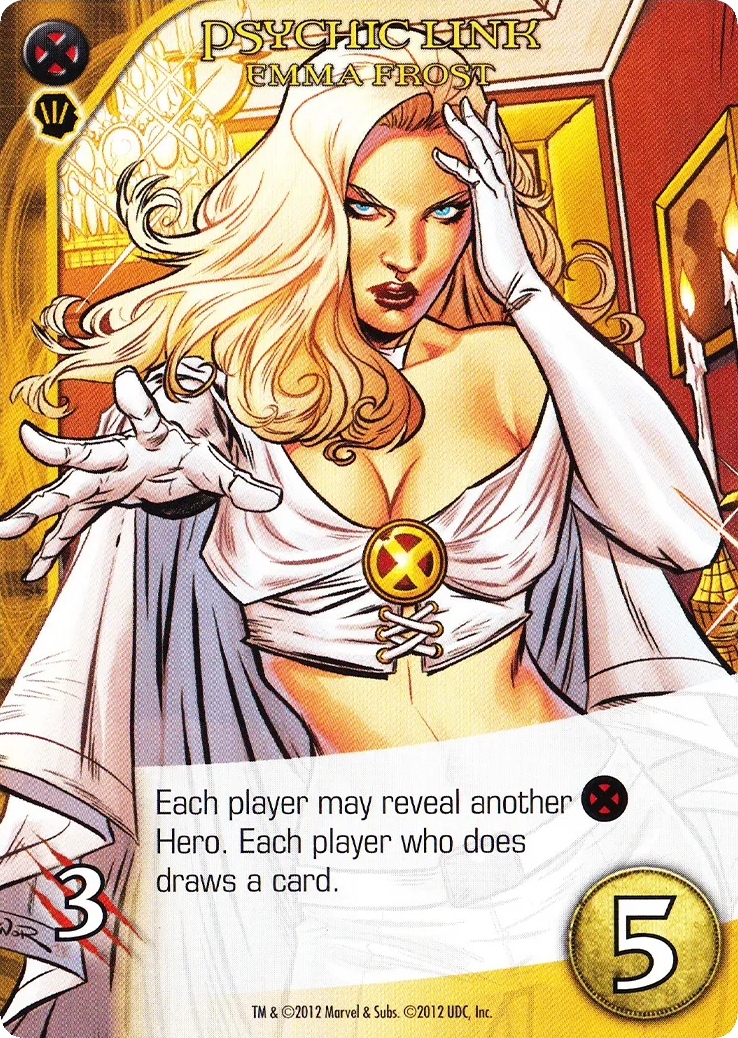 PSYCHIC LINK
EMMA FROST
Each player may reveal another
Hero. Each player who does
draws a card.
3
5
TM & ©2012 Marvel & Subs. ©2012 UDC, Inc.